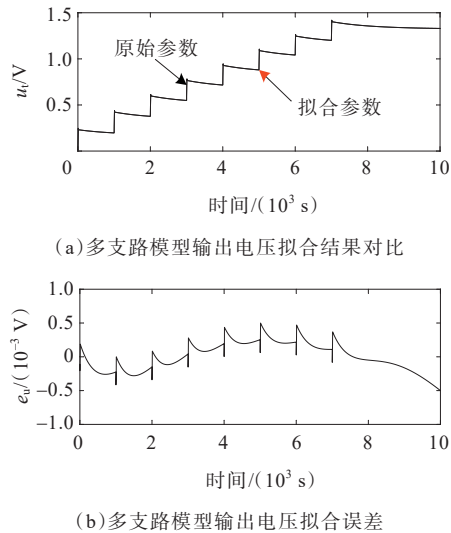 1.5
1.0
0.5
0
u_t/V
原始参数
拟合参数
0 2 4 6 8 10
时间/(10³ s)
(a)多支路模型输出电压拟合结果对比
1.0
0.5
0
−0.5
−1.0
e_u/(10⁻³ V)
0 2 4 6 8 10
时间/(10³ s)
(b)多支路模型输出电压拟合误差